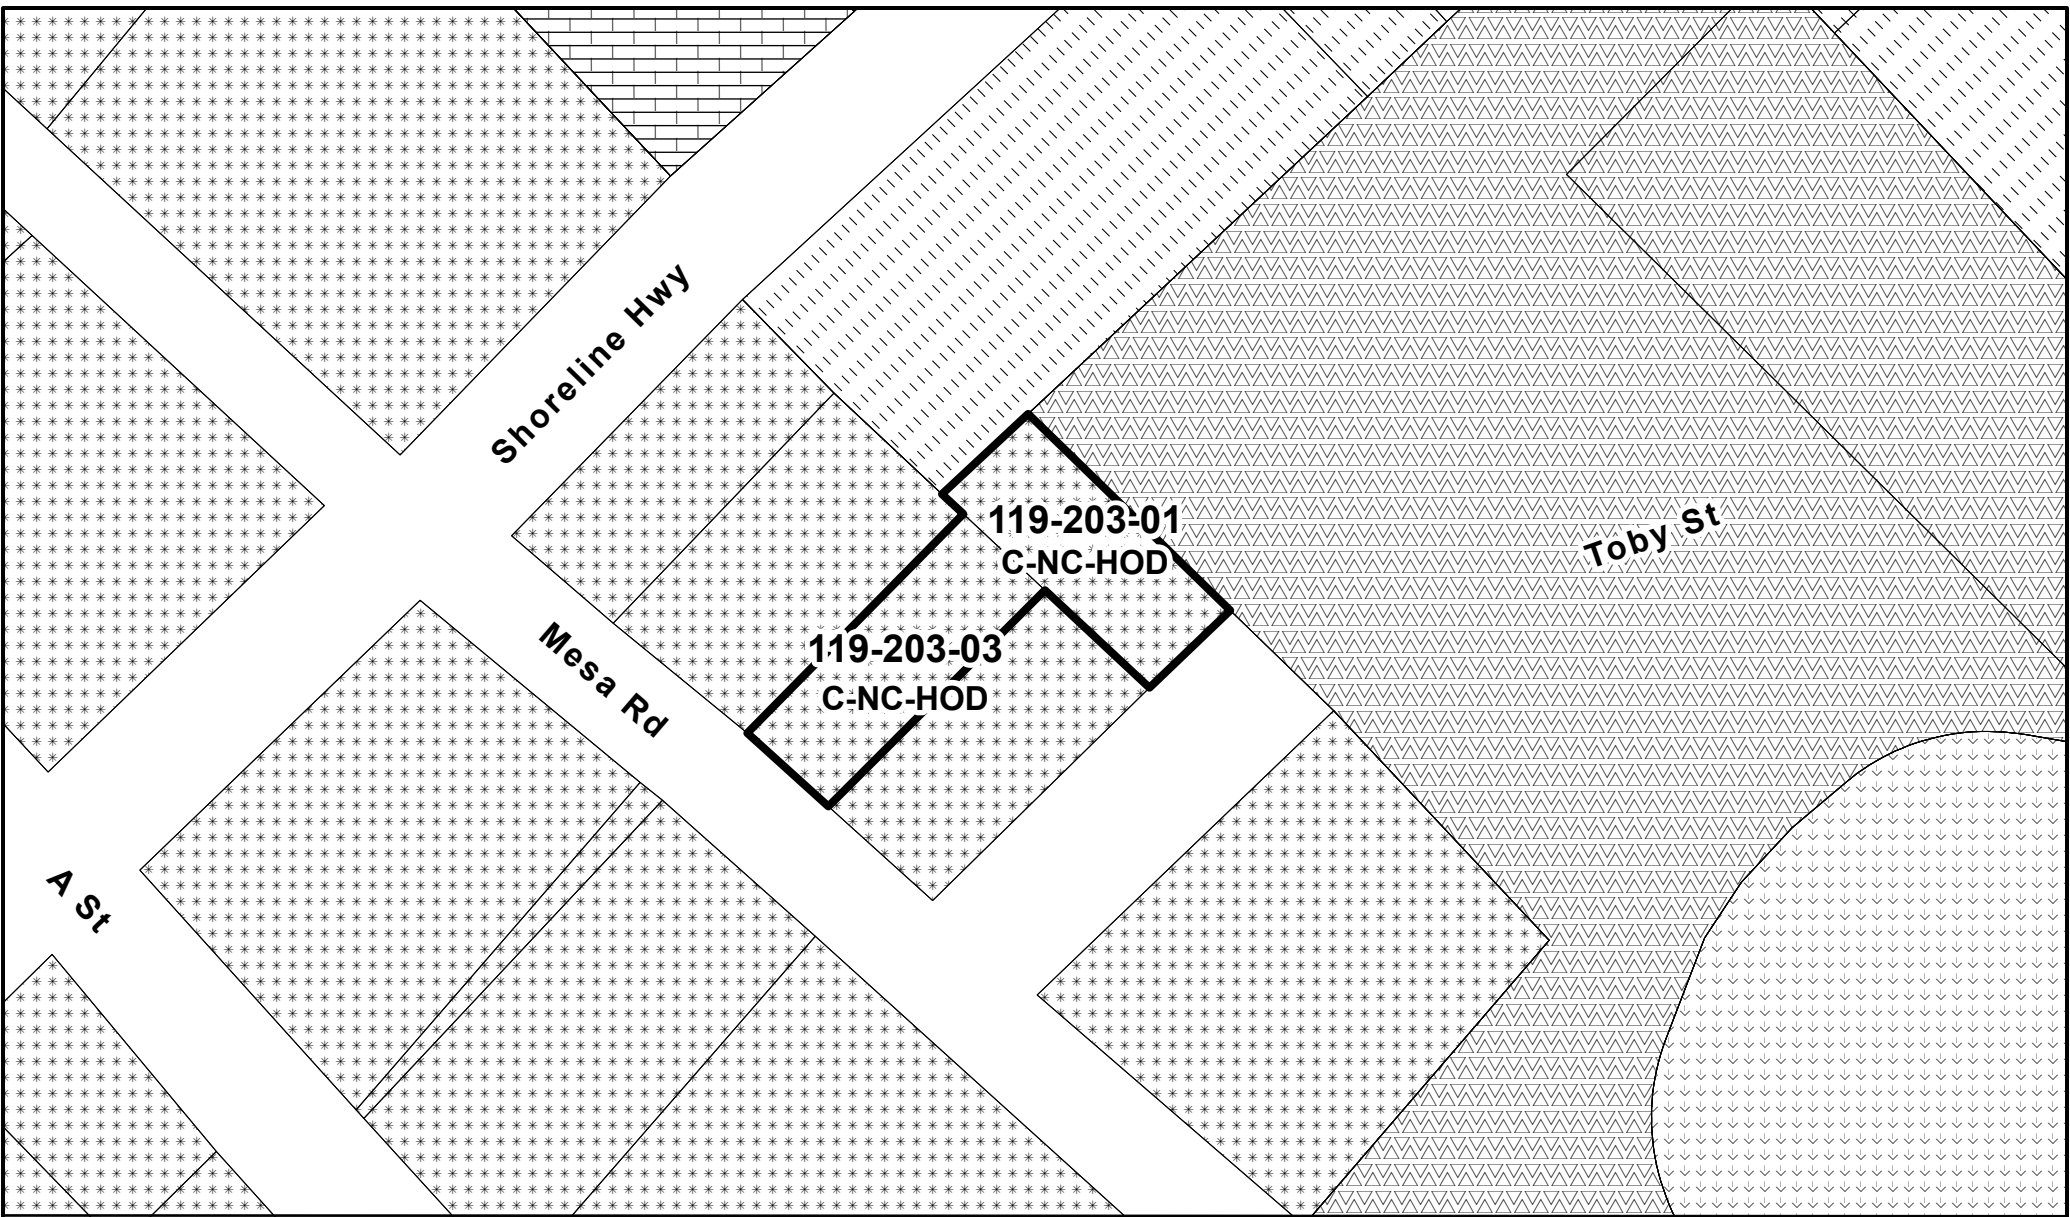 Shoreline Hwy
119-203-01
C-NC-HOD
Toby St
Mesa Rd
119-203-03
C-NC-HOD
A St